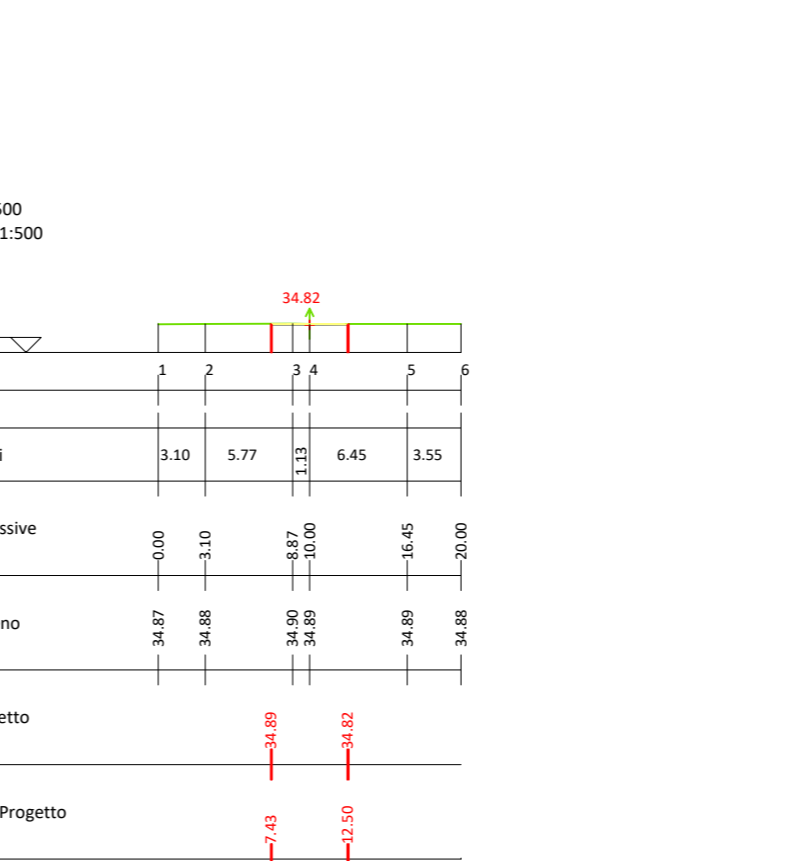 500
1:500
34.82
1 2 3 4 5 6
i 3.10 5.77 1.13 6.45 3.55
ssive 0.00 3.10 8.87 10.00 16.45 20.00
no 34.87 34.88 34.90 34.89 34.89 34.88
etto 34.89 34.82
Progetto 7.43 12.50